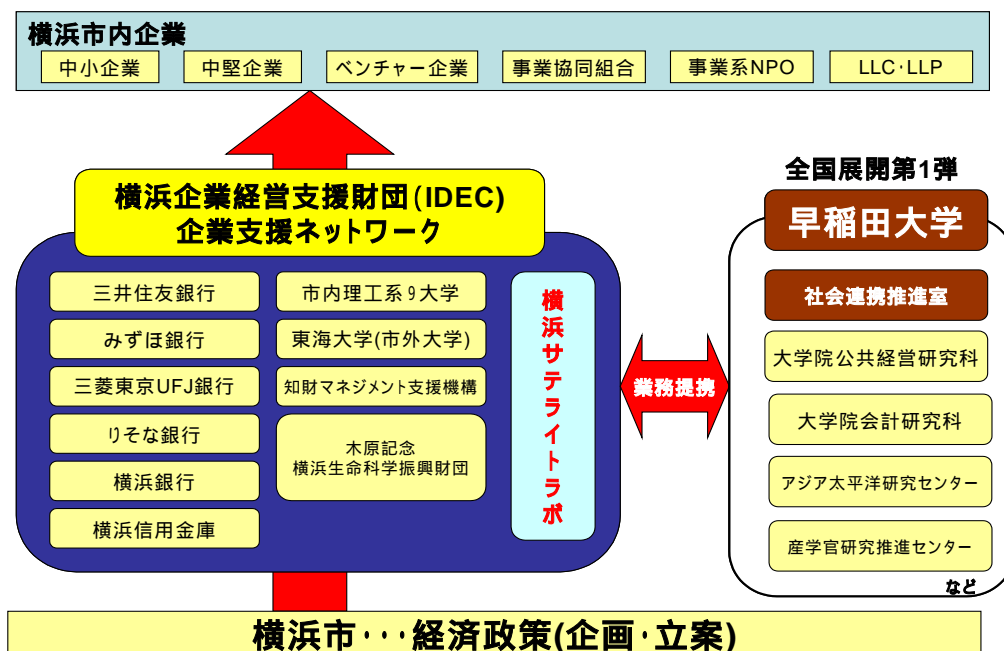 横浜市内企業
中小企業
中堅企業
ベンチャー企業
事業協同組合
事業系NPO
LLC・LLP
横浜企業経営支援財団(IDEC)
企業支援ネットワーク
三井住友銀行
みずほ銀行
三菱東京UFJ銀行
りそな銀行
横浜銀行
横浜信用金庫
市内理工系9大学
東海大学(市外大学)
知財マネジメント支援機構
木原記念
横浜生命科学振興財団
横浜サテライトラボ
業務提携
全国展開第1弾
早稲田大学
社会連携推進室
大学院公共経営研究科
大学院会計研究科
アジア太平洋研究センター
産学官研究推進センター
など
横浜市・・・経済政策(企画・立案)